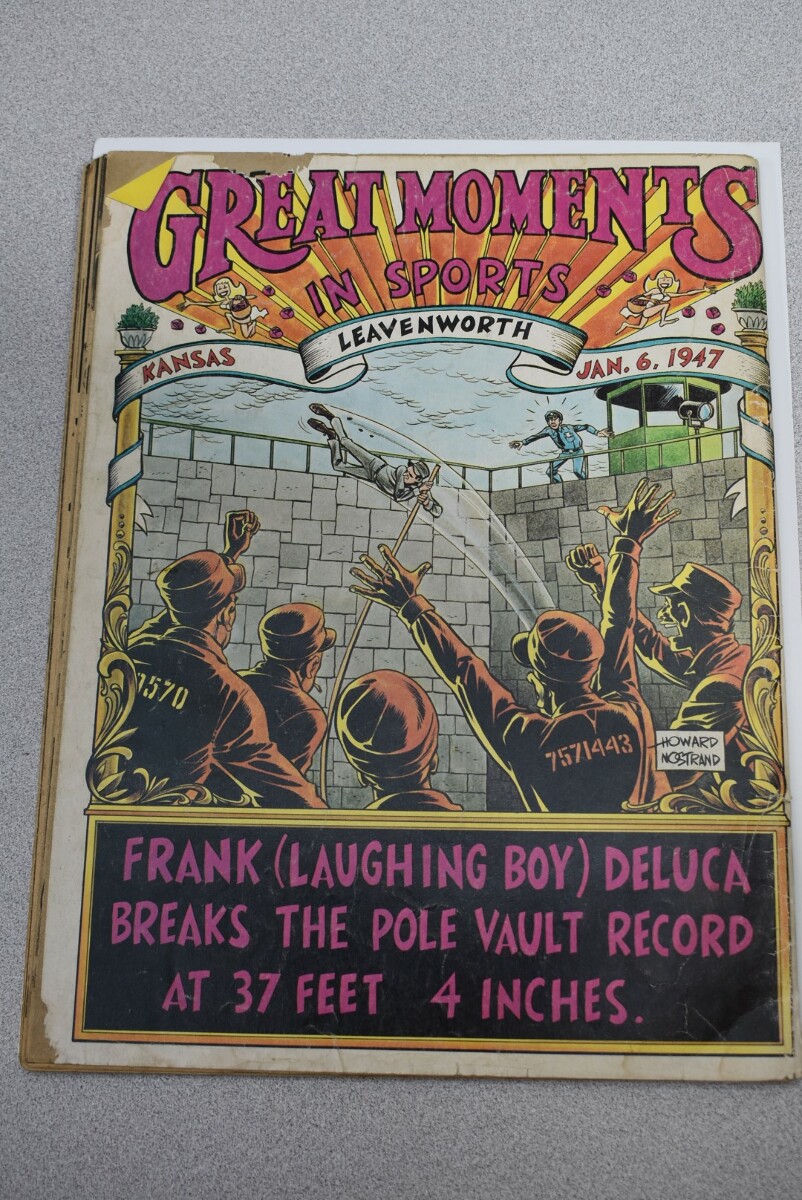 GREAT MOMENTS
IN SPORTS
LEAVENWORTH
KANSAS
JAN. 6, 1947
7570
7571443
HOWARD
NOSTRAND
FRANK (LAUGHING BOY) DELUCA
BREAKS THE POLE VAULT RECORD
AT 37 FEET 4 INCHES.